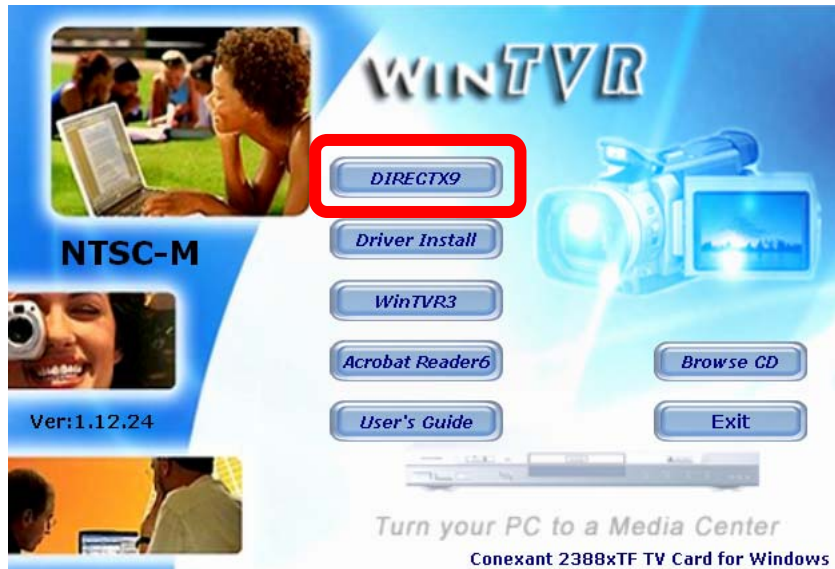 WINTVR
DIRECTX9
Driver Install
NTSC-M
WinTVR3
Acrobat Reader6
Browse CD
Ver:1.12.24
User's Guide
Exit
Turn your PC to a Media Center
Conexant 2388xTF TV Card for Windows